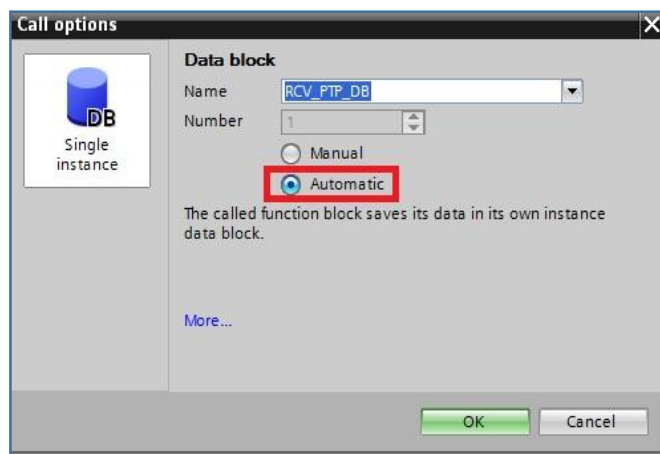 Call options
Data block
Name
RCV_PTP_DB
DB
Number
1
Single
instance
Manual
Automatic
The called function block saves its data in its own instance
data block.
More...
OK
Cancel